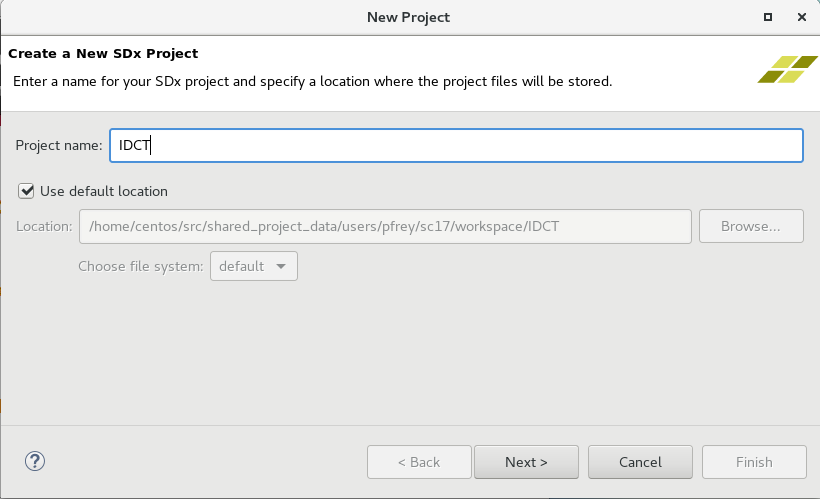 New Project
Create a New SDx Project
Enter a name for your SDx project and specify a location where the project files will be stored.
Project name: IDCT
Use default location
Location: /home/centos/src/shared_project_data/users/pfrey/sc17/workspace/IDCT Browse...
Choose file system: default
? < Back Next > Cancel Finish